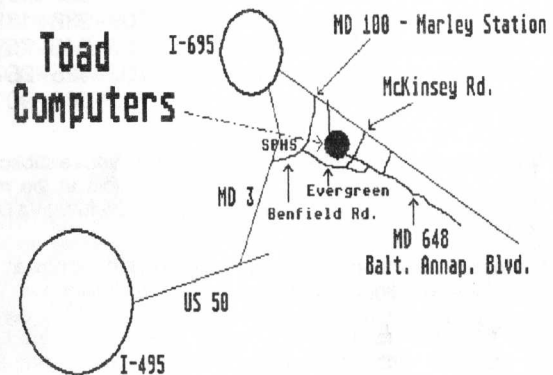 MD 100 - Marley Station
I-695
Toad
Computers
McKinsey Rd.
SPHS
Evergreen
Benfield Rd.
MD 3
MD 648
Balt. Annap. Blvd.
US 50
I-495